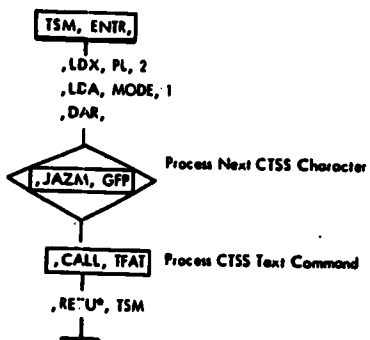 TSM, ENTR,
,LDX, PL, 2
,LDA, MODE, 1
,DAR,
,JAZM, GFP
Process Next CTSS Character
,CALL, TFAT
Process CTSS Text Command
,RETU*, TSM